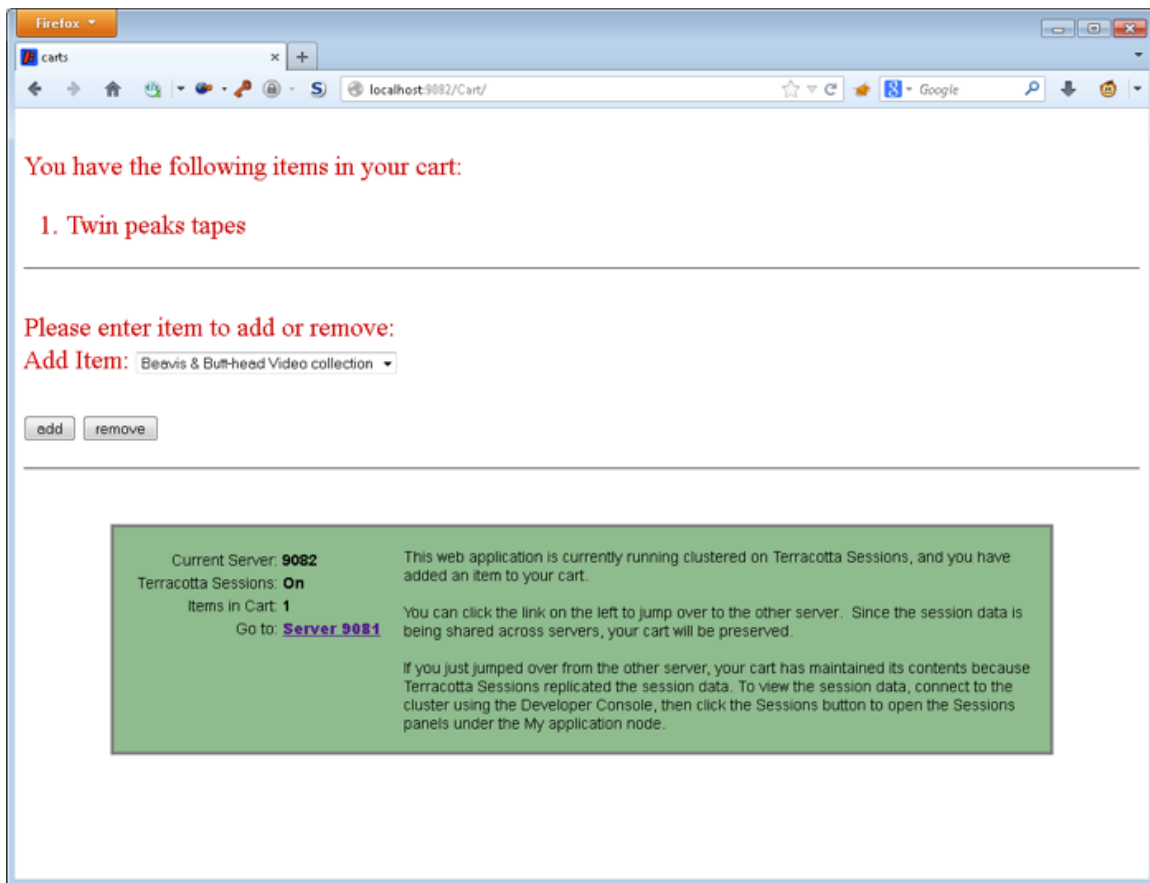 Firefox
carts
localhost:9082/Cart/
Google
You have the following items in your cart:
1. Twin peaks tapes
Please enter item to add or remove:
Add Item: Beavis & Butt-head Video collection
add remove
Current Server: 9082
Terracotta Sessions: On
Items in Cart: 1
Go to: Server 9081
This web application is currently running clustered on Terracotta Sessions, and you have
added an item to your cart.
You can click the link on the left to jump over to the other server. Since the session data is
being shared across servers, your cart will be preserved.
If you just jumped over from the other server, your cart has maintained its contents because
Terracotta Sessions replicated the session data. To view the session data, connect to the
cluster using the Developer Console, then click the Sessions button to open the Sessions
panels under the My application node.